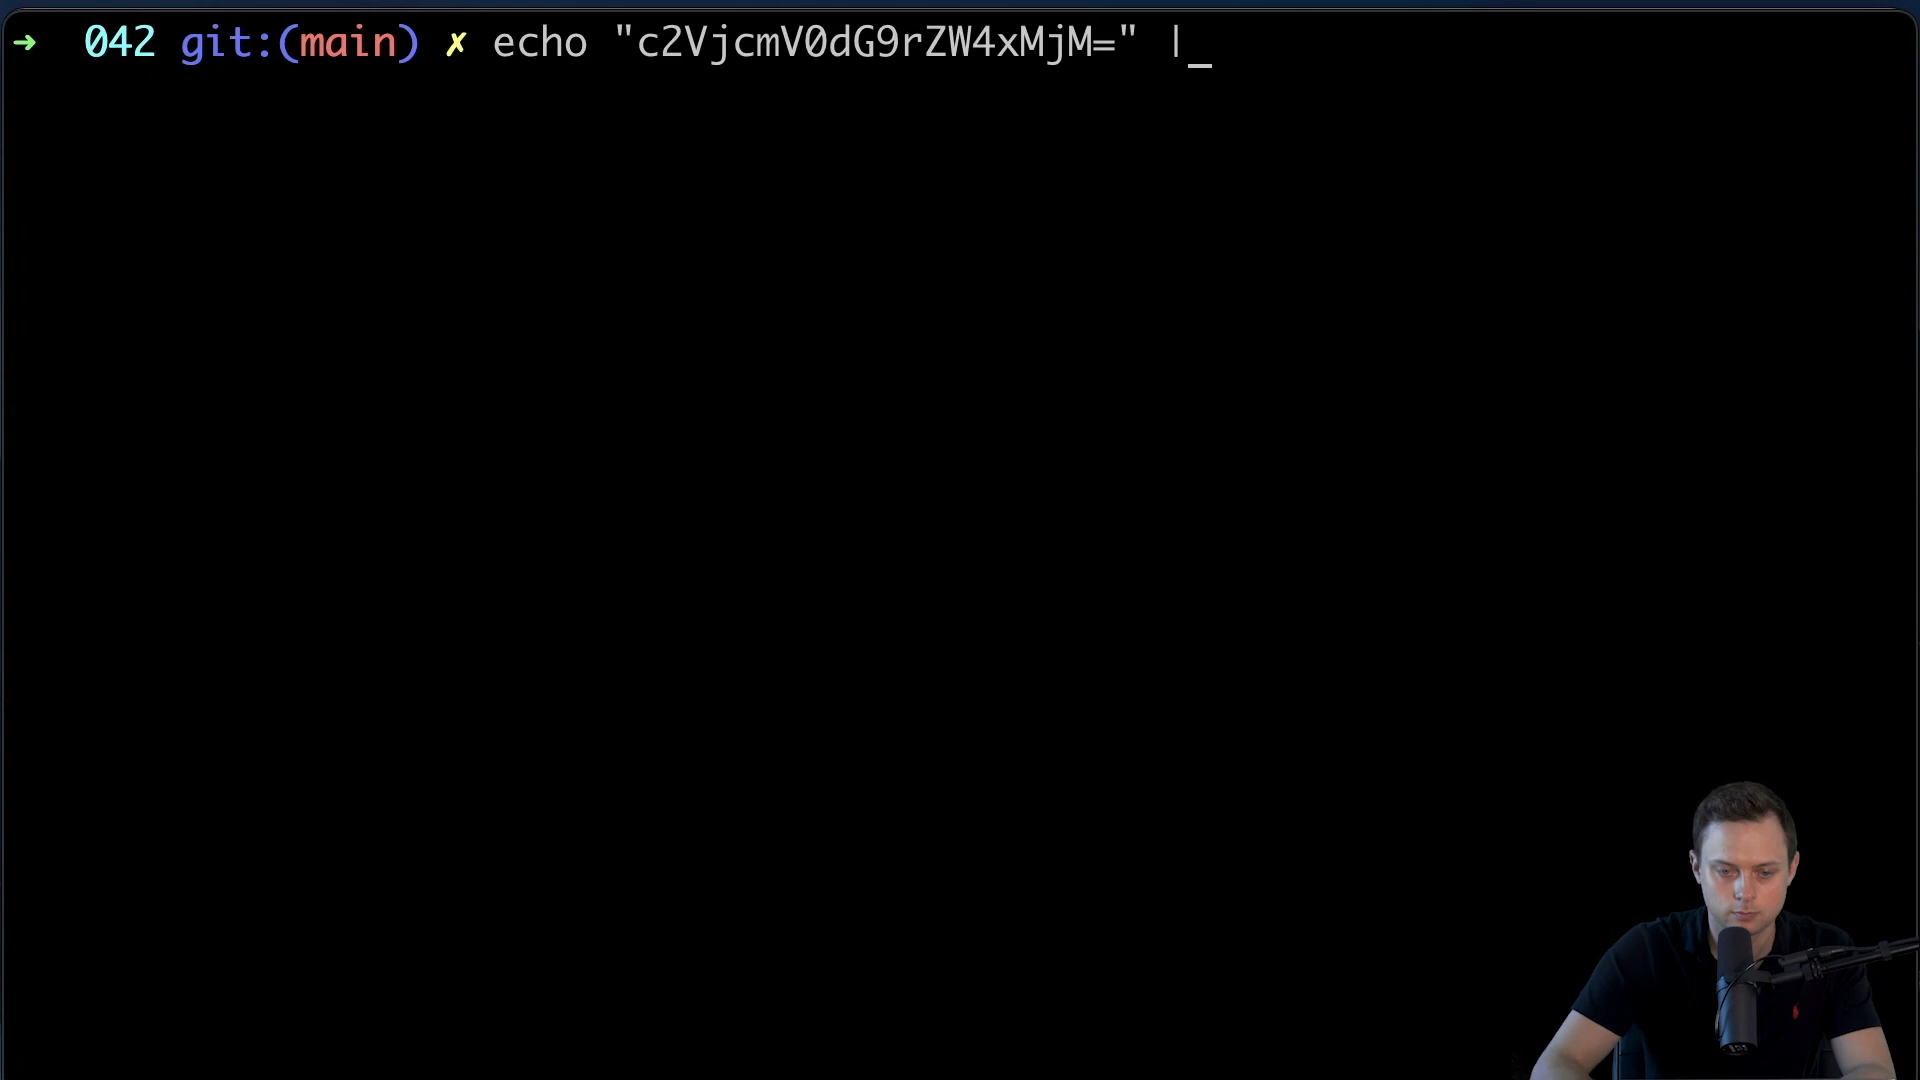 ➜ 042 git:(main) ✗ echo "c2VjcmV0dG9rZW4xMjM=" |_